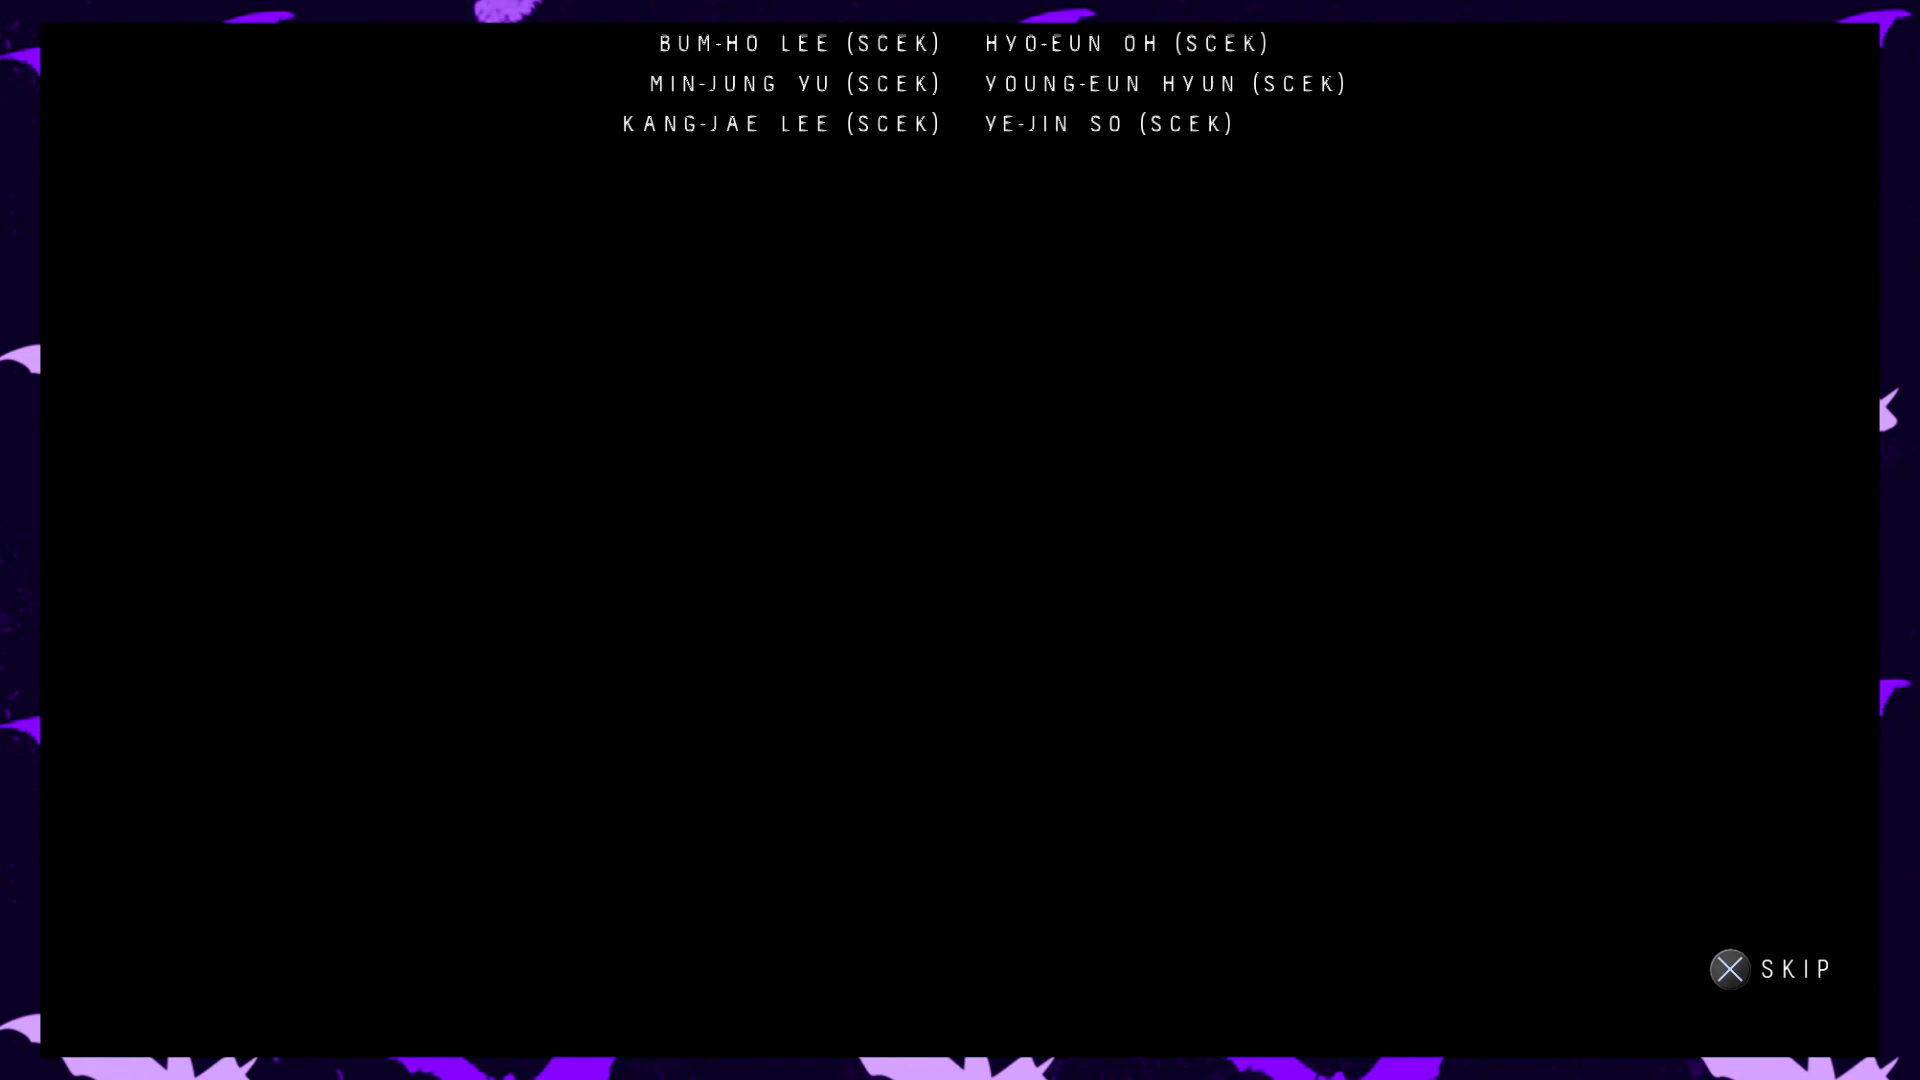 BUM-HO LEE (SCEK) HYO-EUN OH (SCEK)
MIN-JUNG YU (SCEK) YOUNG-EUN HYUN (SCEK)
KANG-JAE LEE (SCEK) YE-JIN SO (SCEK)
SKIP